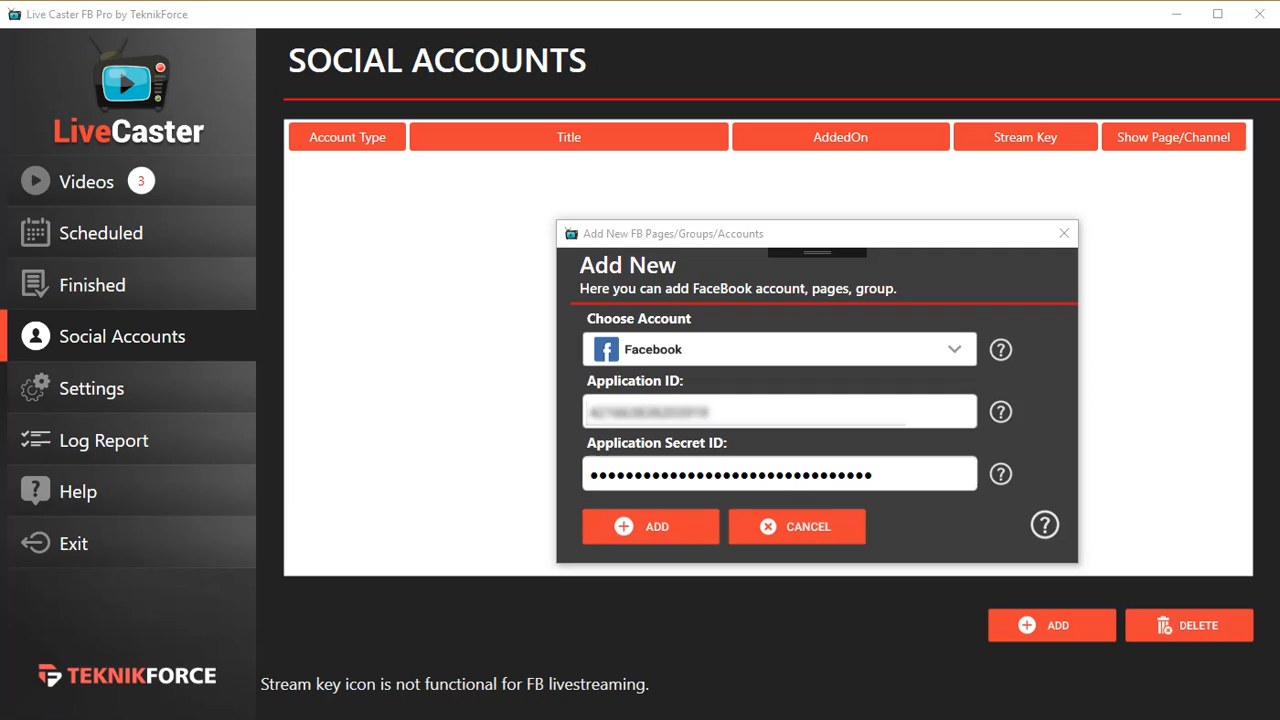 Live Caster FB Pro by TeknikForce
LiveCaster
Videos 3
Scheduled
Finished
Social Accounts
Settings
Log Report
Help
Exit
TEKNIKFORCE
SOCIAL ACCOUNTS
Account Type Title AddedOn Stream Key Show Page/Channel
Add New FB Pages/Groups/Accounts
Add New
Here you can add FaceBook account, pages, group.
Choose Account
Facebook
Application ID:
Application Secret ID:
ADD CANCEL
ADD DELETE
Stream key icon is not functional for FB livestreaming.